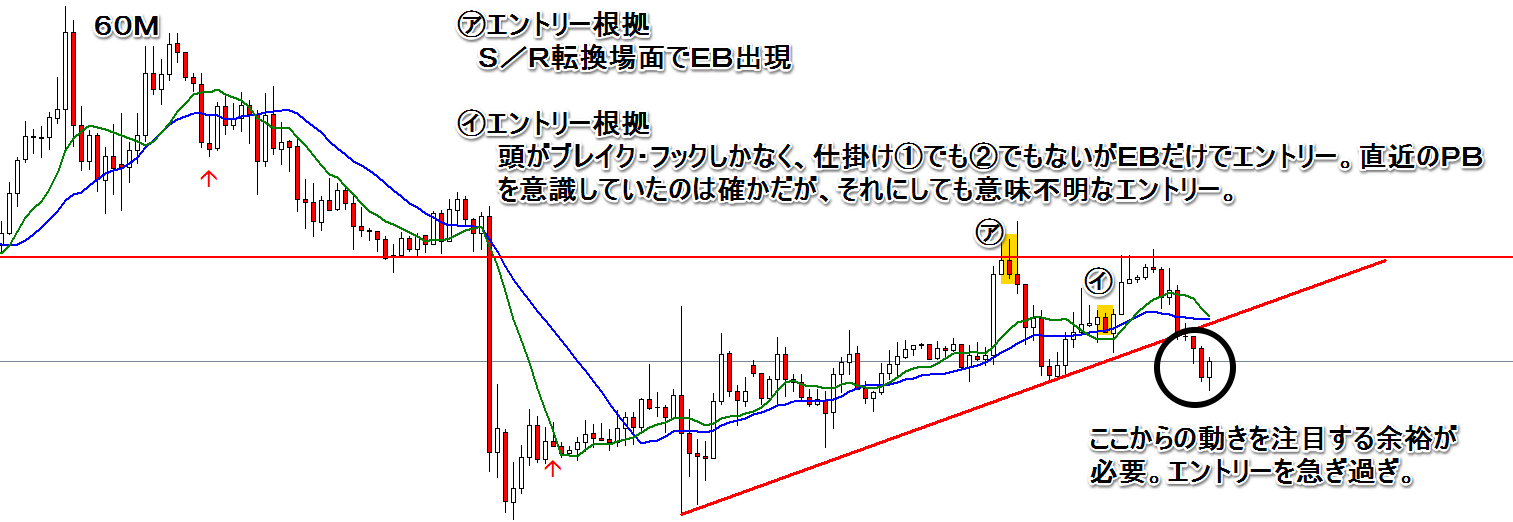 60M
㋐エントリー根拠
S／R転換場面でEB出現
㋑エントリー根拠
頭がブレイク・フックしかなく、仕掛け①でも②でもないがEBだけでエントリー。直近のPB
を意識していたのは確かだが、それにしても意味不明なエントリー。
㋐
㋑
ここからの動きを注目する余裕が
必要。エントリーを急ぎ過ぎ。